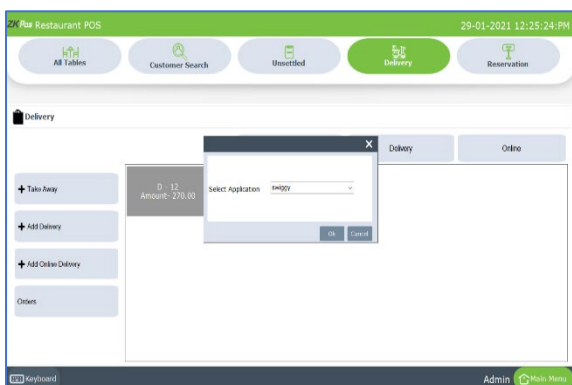 ZKPos Restaurant POS
29-01-2021 12:25:24:PM
All Tables
Customer Search
Unsettled
Delivery
Reservation
Delivery
X
Delivery
Online
+ Take Away
D - 12
Amount- 270.00
Select Application
swiggy
+ Add Delivery
Ok
Cancel
+ Add Online Delivery
Orders
Keyboard
Admin
Main Menu